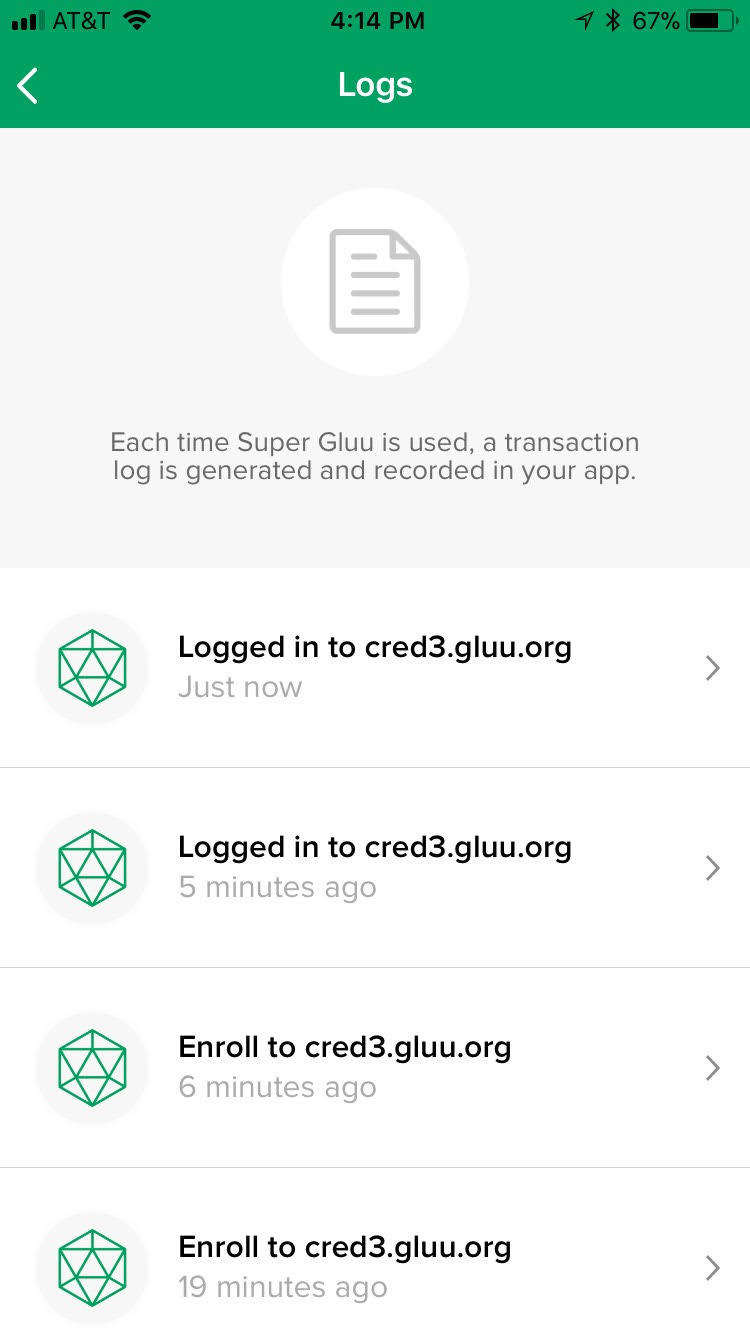 AT&T 4:14 PM 67%
Logs
Each time Super Gluu is used, a transaction
log is generated and recorded in your app.
Logged in to cred3.gluu.org
Just now
Logged in to cred3.gluu.org
5 minutes ago
Enroll to cred3.gluu.org
6 minutes ago
Enroll to cred3.gluu.org
19 minutes ago